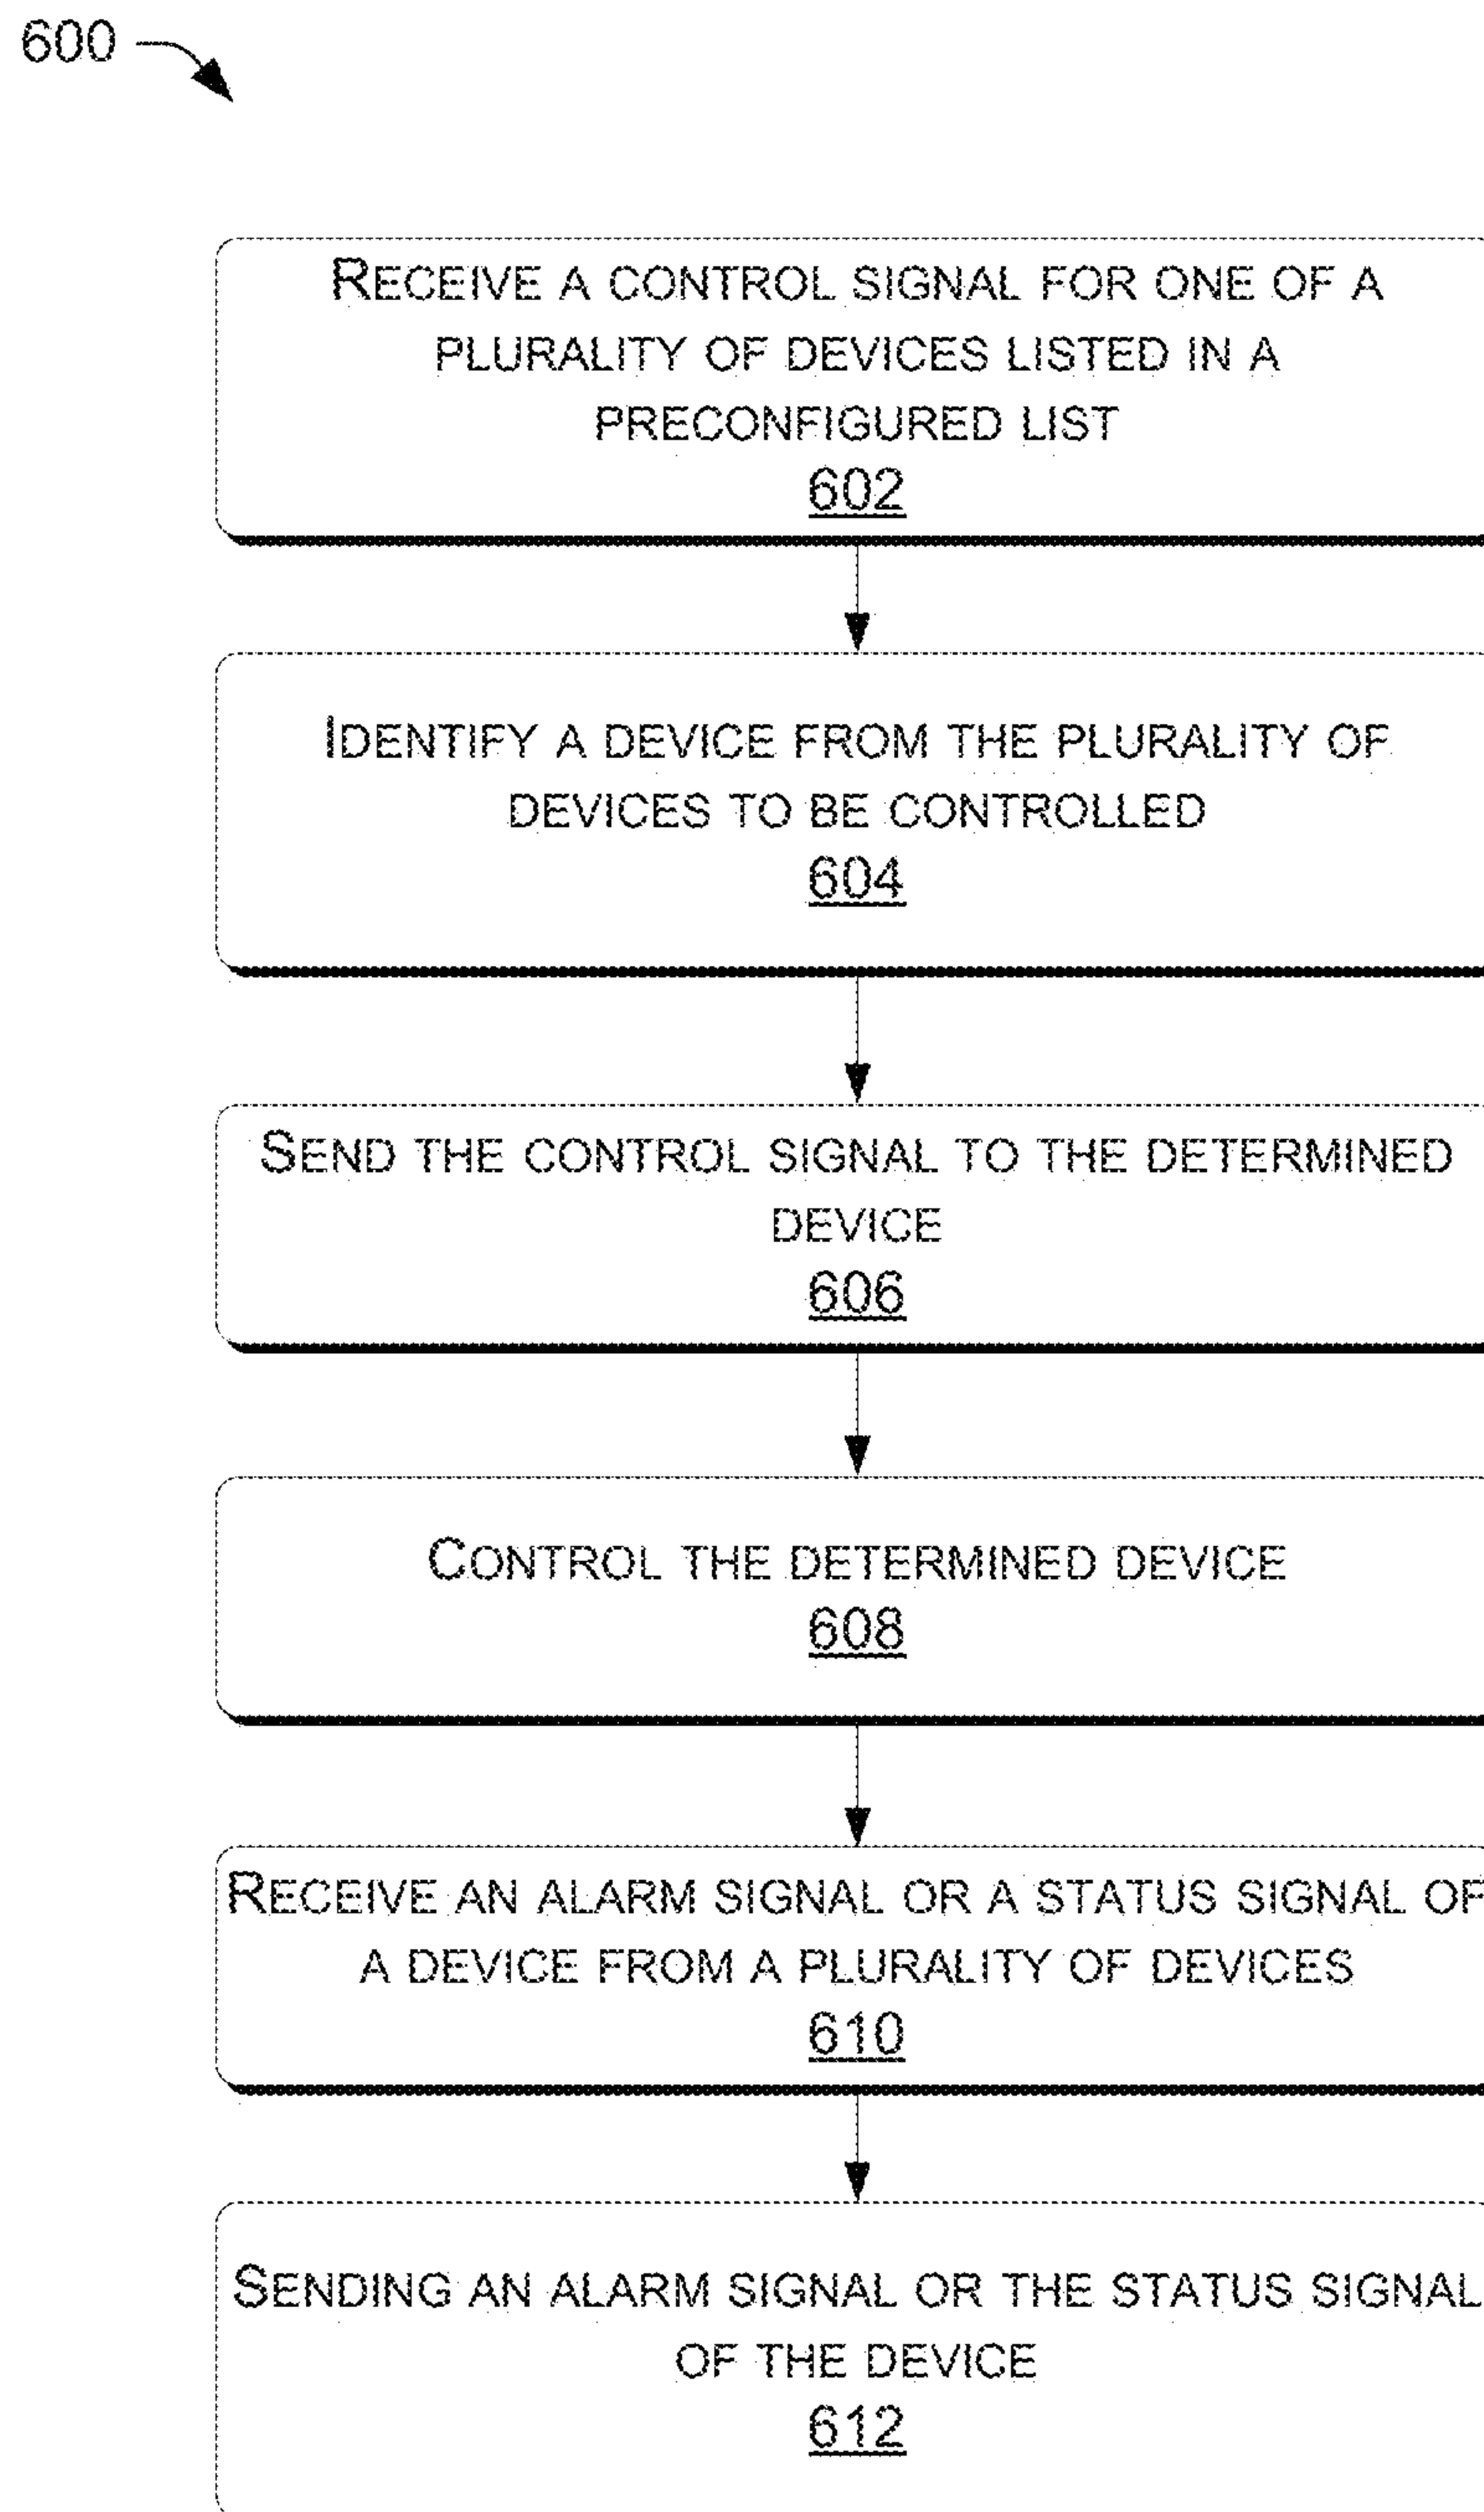 600
RECEIVE A CONTROL SIGNAL FOR ONE OF A
PLURALITY OF DEVICES LISTED IN A
PRECONFIGURED LIST
602
IDENTIFY A DEVICE FROM THE PLURALITY OF
DEVICES TO BE CONTROLLED
604
SEND THE CONTROL SIGNAL TO THE DETERMINED
DEVICE
606
CONTROL THE DETERMINED DEVICE
608
RECEIVE AN ALARM SIGNAL OR A STATUS SIGNAL OF
A DEVICE FROM A PLURALITY OF DEVICES
610
SENDING AN ALARM SIGNAL OR THE STATUS SIGNAL
OF THE DEVICE
612